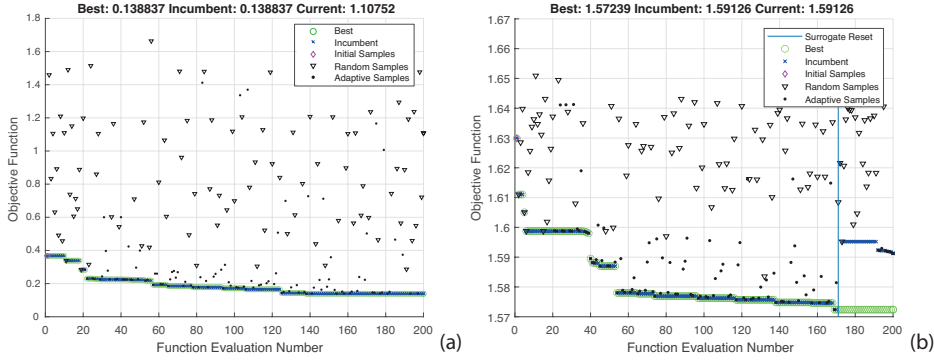 Best: 0.138837 Incumbent: 0.138837 Current: 1.10752
1.8
1.6
1.4
1.2
1
0.8
0.6
0.4
0.2
0
Objective Function
Best
Incumbent
Initial Samples
Random Samples
Adaptive Samples
0 20 40 60 80 100 120 140 160 180 200
Function Evaluation Number
(a)
Best: 1.57239 Incumbent: 1.59126 Current: 1.59126
1.67
1.66
1.65
1.64
1.63
1.62
1.61
1.6
1.59
1.58
1.57
Objective Function
Surrogate Reset
Best
Incumbent
Initial Samples
Random Samples
Adaptive Samples
0 20 40 60 80 100 120 140 160 180 200
Function Evaluation Number
(b)